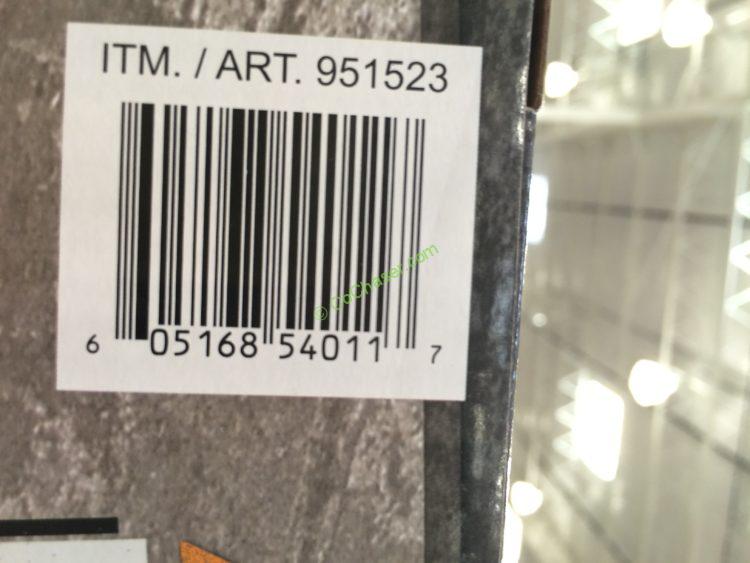 ITM. / ART. 951523
© CoChaser.com
6 05168 54011 7